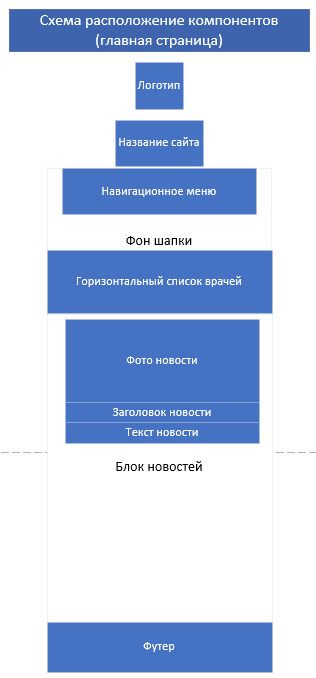 Схема расположение компонентов
(главная страница)
Логотип
Название сайта
Навигационное меню
Фон шапки
Горизонтальный список врачей
Фото новости
Заголовок новости
Текст новости
Блок новостей
Футер